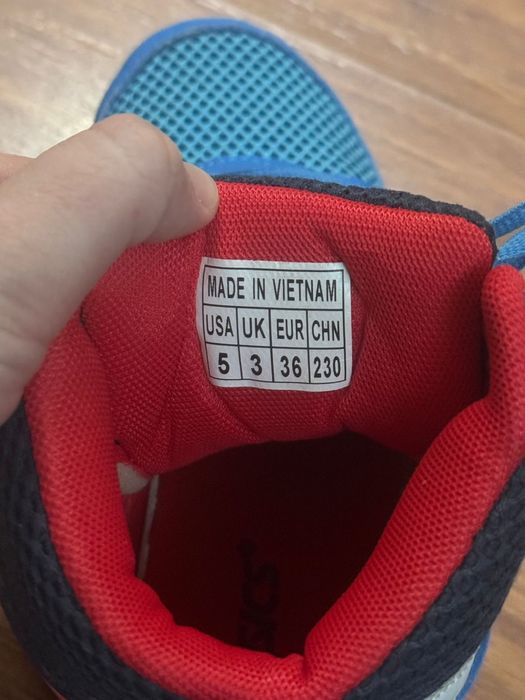 MADE IN VIETNAM
USA UK EUR CHN
5 3 36 230